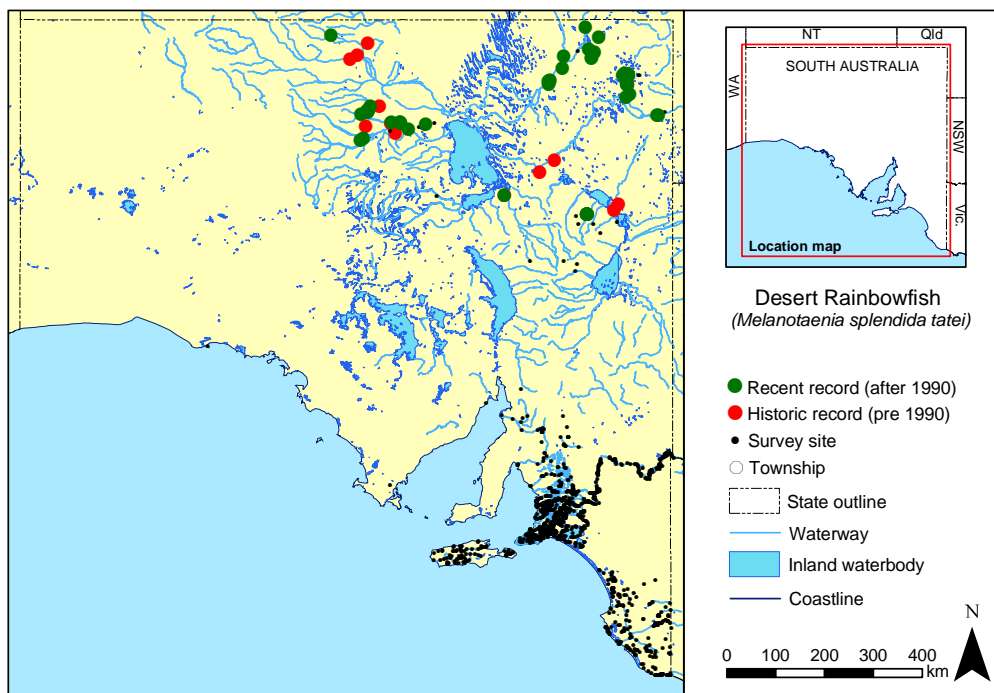 NT
Qld
SOUTH AUSTRALIA
WA
NSW
Vic.
Location map
Desert Rainbowfish
(Melanotaenia splendida tatei)
Recent record (after 1990)
Historic record (pre 1990)
Survey site
Township
State outline
Waterway
Inland waterbody
Coastline
N
0 100 200 300 400
km